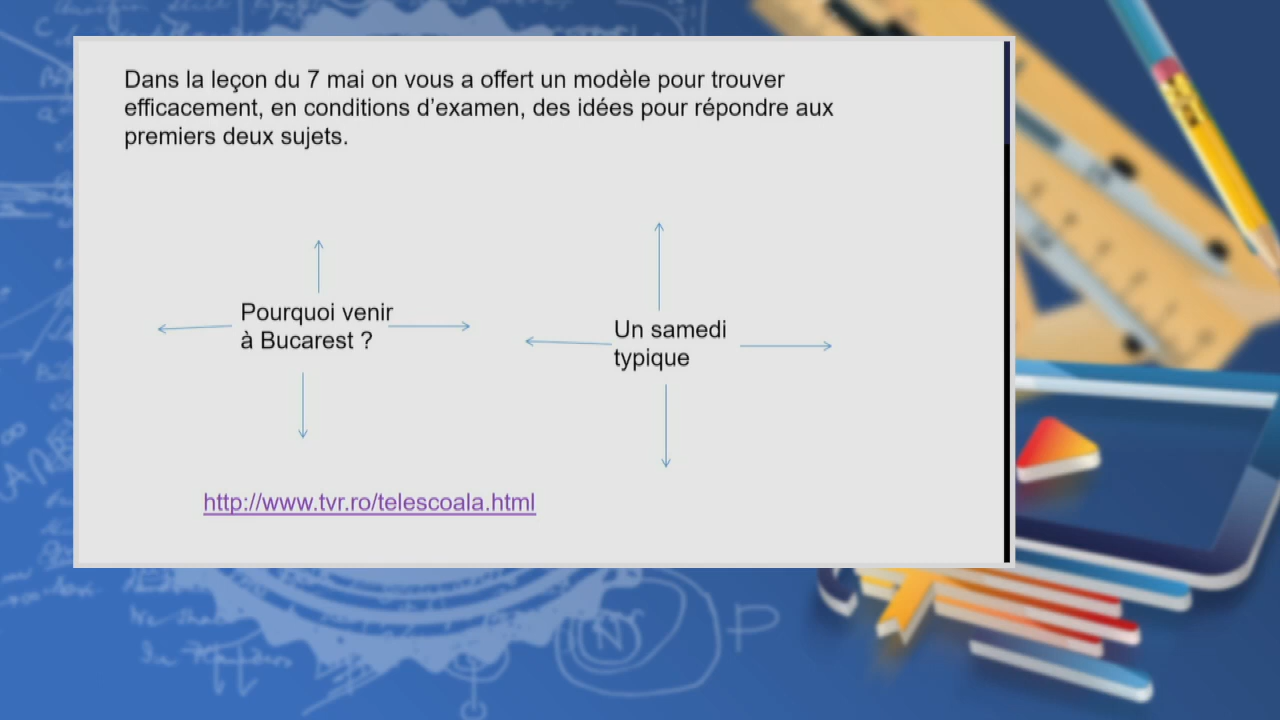 Dans la leçon du 7 mai on vous a offert un modèle pour trouver
efficacement, en conditions d’examen, des idées pour répondre aux
premiers deux sujets.
Pourquoi venir
à Bucarest ?
Un samedi
typique
http://www.tvr.ro/telescoala.html